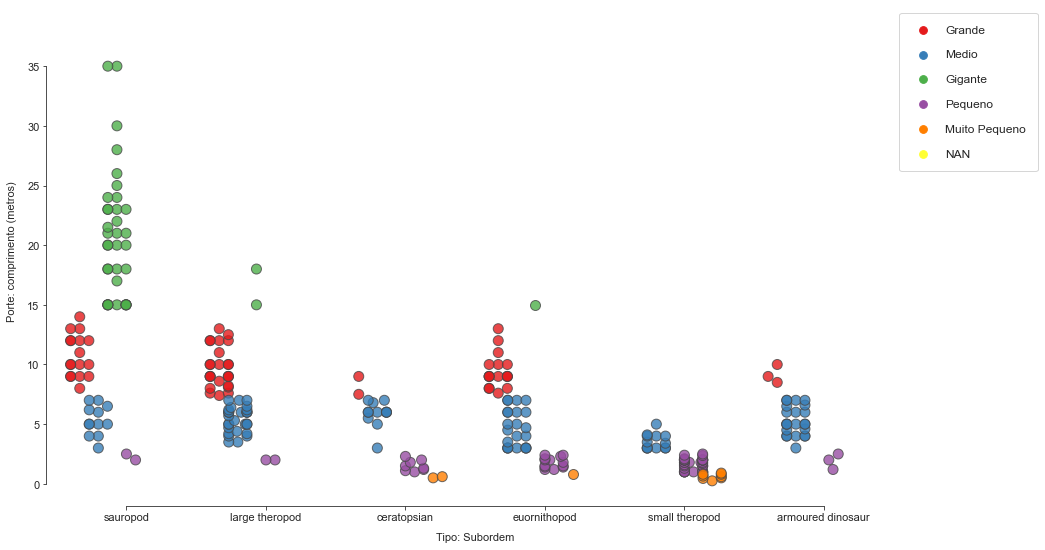 Grande
Medio
Gigante
Pequeno
Muito Pequeno
NAN
35
30
25
20
15
10
5
0
Porte: comprimento (metros)
sauropod large theropod ceratopsian euornithopod small theropod armoured dinosaur
Tipo: Subordem